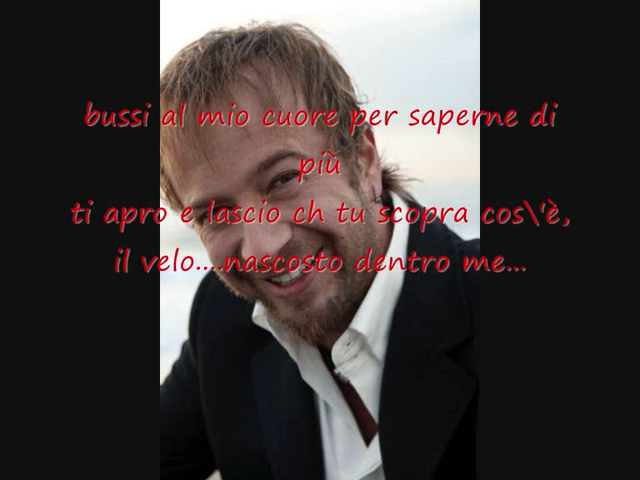 bussi al mio cuore per saperne di
più
ti apro e lascio ch tu scopra cos\'è,
il velo....nascosto dentro me...